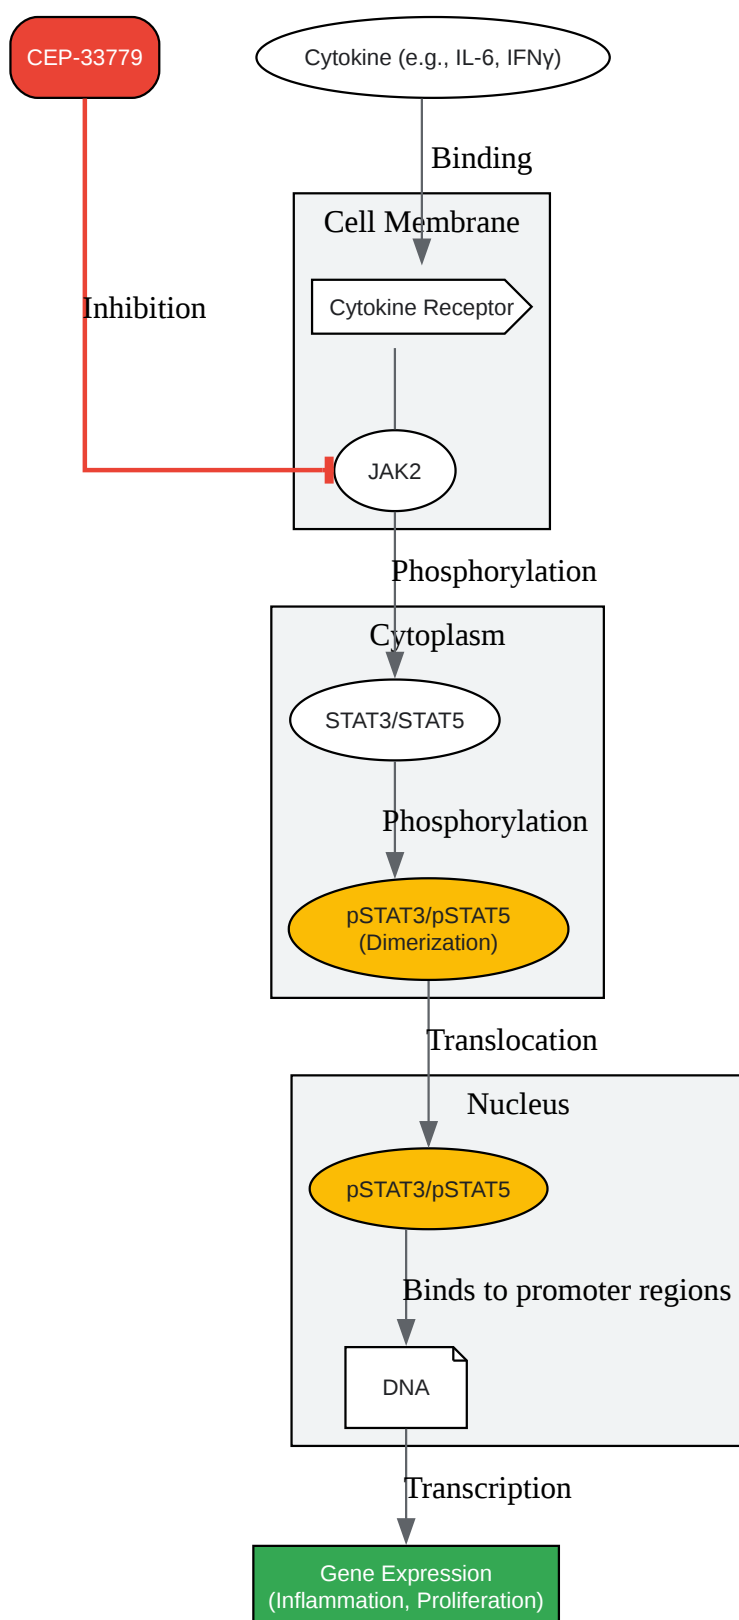 CEP-33779
Cytokine (e.g., IL-6, IFNγ)
Binding
Cell Membrane
Inhibition
Cytokine Receptor
JAK2
Phosphorylation
Cytoplasm
STAT3/STAT5
Phosphorylation
pSTAT3/pSTAT5
(Dimerization)
Translocation
Nucleus
pSTAT3/pSTAT5
Binds to promoter regions
DNA
Transcription
Gene Expression
(Inflammation, Proliferation)